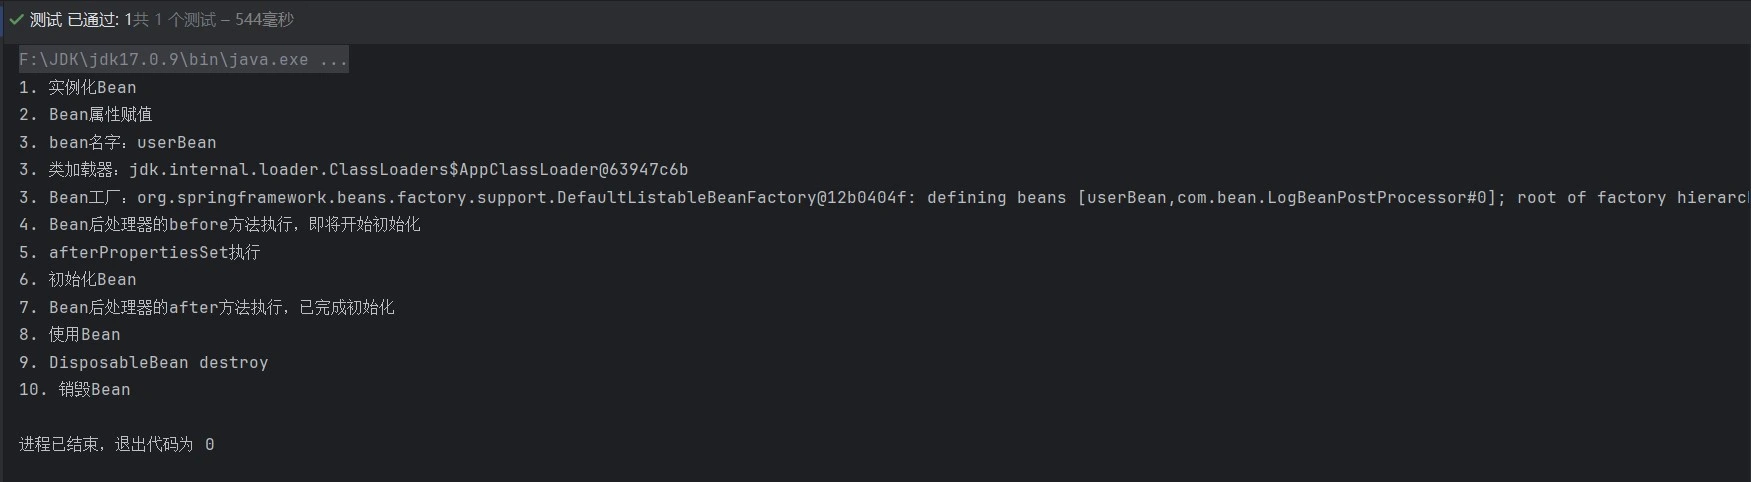 测试 已通过: 1共 1 个测试 – 544毫秒
F:\JDK\jdk17.0.9\bin\java.exe ...
1. 实例化Bean
2. Bean属性赋值
3. bean名字：userBean
3. 类加载器：jdk.internal.loader.ClassLoaders$AppClassLoader@63947c6b
3. Bean工厂：org.springframework.beans.factory.support.DefaultListableBeanFactory@12b0404f: defining beans [userBean,com.bean.LogBeanPostProcessor#0]; root of factory hierarch
4. Bean后处理器的before方法执行，即将开始初始化
5. afterPropertiesSet执行
6. 初始化Bean
7. Bean后处理器的after方法执行，已完成初始化
8. 使用Bean
9. DisposableBean destroy
10. 销毁Bean
进程已结束，退出代码为 0